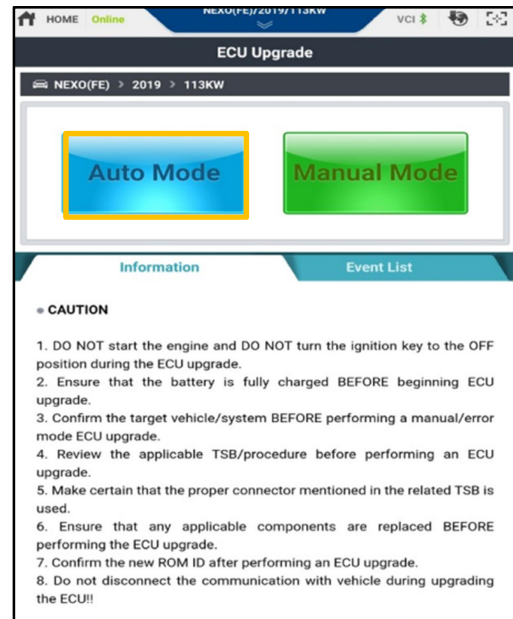 HOME Online NEXO(FE)/2019/113KW VCI
ECU Upgrade
NEXO(FE) > 2019 > 113KW
Auto Mode Manual Mode
Information Event List
CAUTION
1. DO NOT start the engine and DO NOT turn the ignition key to the OFF
position during the ECU upgrade.
2. Ensure that the battery is fully charged BEFORE beginning ECU
upgrade.
3. Confirm the target vehicle/system BEFORE performing a manual/error
mode ECU upgrade.
4. Review the applicable TSB/procedure before performing an ECU
upgrade.
5. Make certain that the proper connector mentioned in the related TSB is
used.
6. Ensure that any applicable components are replaced BEFORE
performing the ECU upgrade.
7. Confirm the new ROM ID after performing an ECU upgrade.
8. Do not disconnect the communication with vehicle during upgrading
the ECU!!